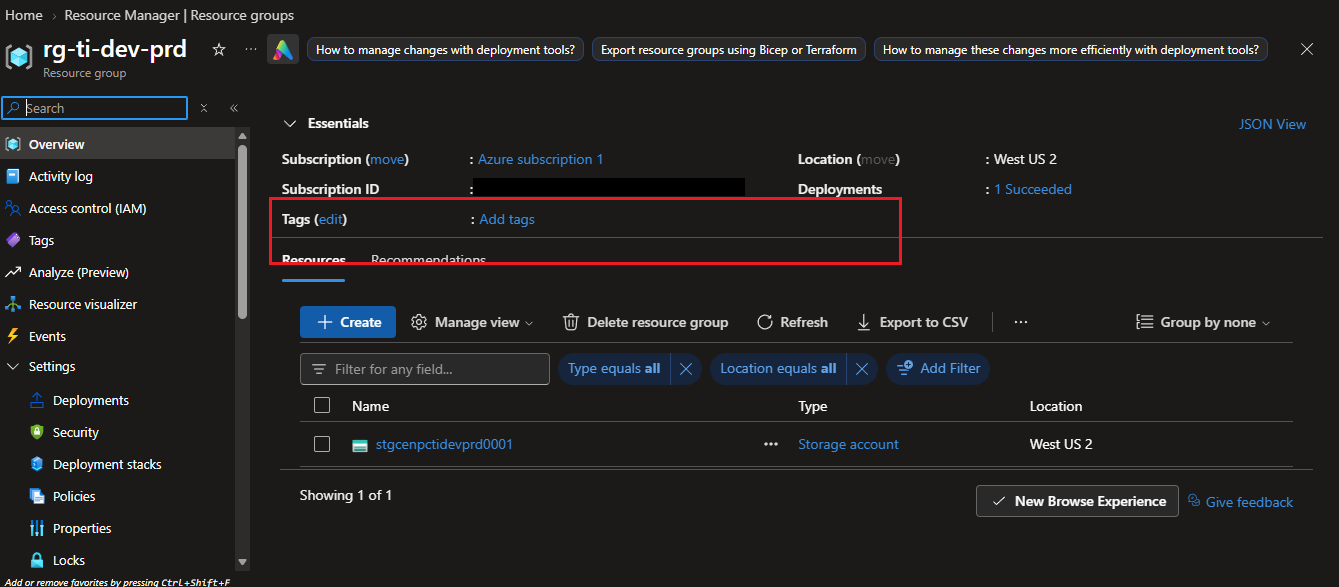 Home > Resource Manager | Resource groups
rg-ti-dev-prd
Resource group
How to manage changes with deployment tools?
Export resource groups using Bicep or Terraform
How to manage these changes more efficiently with deployment tools?
Search
Overview
Activity log
Access control (IAM)
Tags
Analyze (Preview)
Resource visualizer
Events
Settings
Deployments
Security
Deployment stacks
Policies
Properties
Locks
Add or remove favorites by pressing Ctrl+Shift+F
Essentials
JSON View
Subscription (move) : Azure subscription 1
Location (move) : West US 2
Subscription ID :
Deployments : 1 Succeeded
Tags (edit) : Add tags
Resources Recommendations
Create Manage view Delete resource group Refresh Export to CSV ... Group by none
Filter for any field... Type equals all Location equals all Add Filter
Name Type Location
stgcenpctidevprd0001 ... Storage account West US 2
Showing 1 of 1
New Browse Experience Give feedback